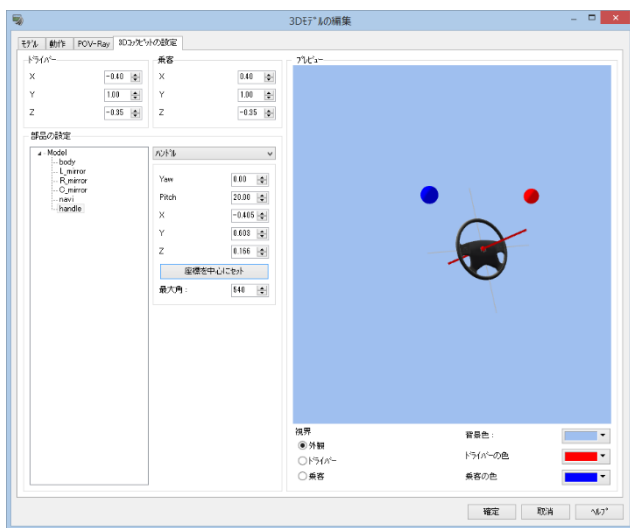 3Dﾓﾃﾞﾙの編集
ﾓﾃﾞﾙ 動作 POV-Ray 3Dｺｯｸﾋﾟｯﾄの設定
ﾄﾞﾗｲﾊﾞｰ
X -0.40
Y 1.00
Z -0.35
乗客
X 0.40
Y 1.00
Z -0.35
部品の設定
Model
body
L_mirror
R_mirror
O_mirror
navi
handle
ﾊﾝﾄﾞﾙ
Yaw 0.00
Pitch 20.00
X -0.405
Y 0.603
Z 0.166
座標を中心にセット
最大角： 540
ﾌﾟﾚﾋﾞｭｰ
視界
外観
ﾄﾞﾗｲﾊﾞｰ
乗客
背景色：
ﾄﾞﾗｲﾊﾞｰの色
乗客の色
確定 取消 ﾍﾙﾌﾟ